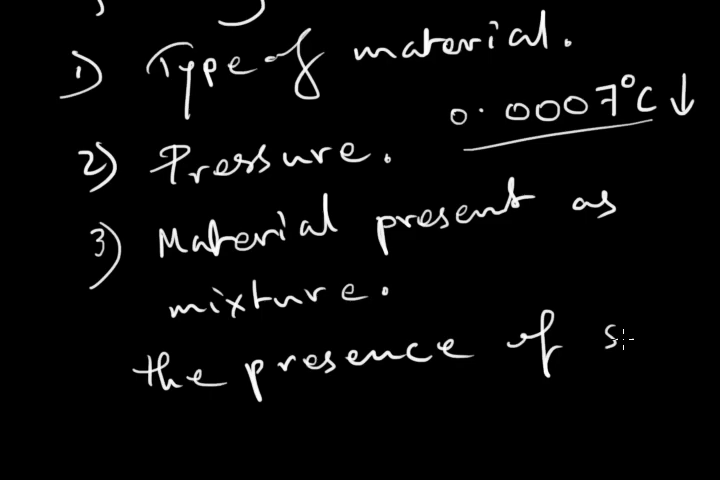 1) Type of material.
0.0007°C ↓
2) Pressure.
3) Material present as
mixture.
the presence of s